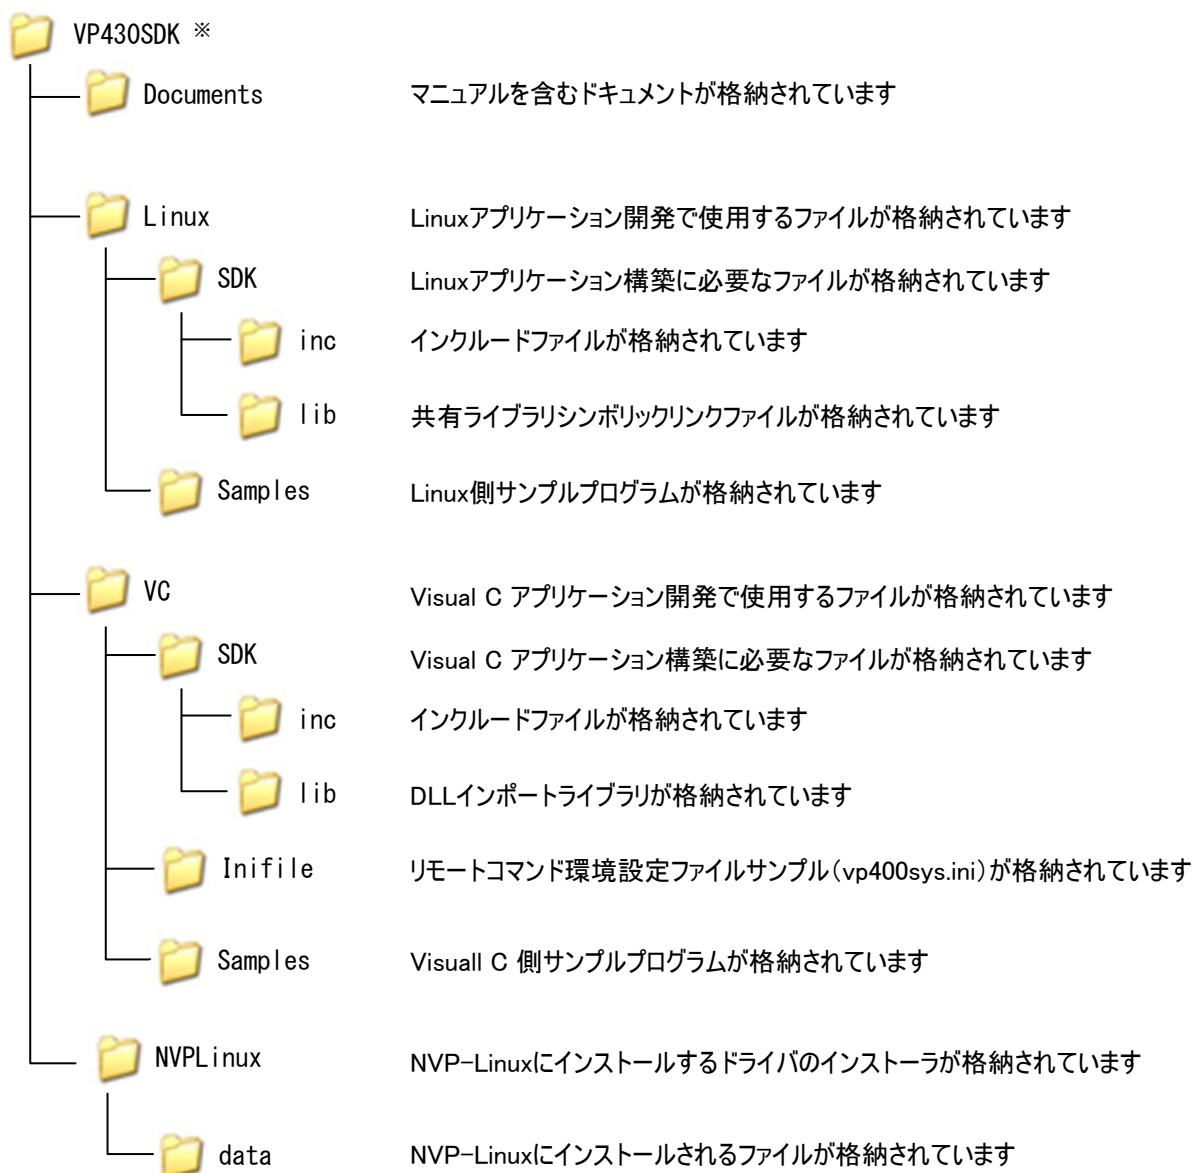 VP430SDK ※
Documents マニュアルを含むドキュメントが格納されています
Linux Linuxアプリケーション開発で使用するファイルが格納されています
SDK Linuxアプリケーション構築に必要なファイルが格納されています
inc インクルードファイルが格納されています
lib 共有ライブラリシンボリックリンクファイルが格納されています
Samples Linux側サンプルプログラムが格納されています
VC Visual C アプリケーション開発で使用するファイルが格納されています
SDK Visual C アプリケーション構築に必要なファイルが格納されています
inc インクルードファイルが格納されています
lib DLLインポートライブラリが格納されています
Inifile リモートコマンド環境設定ファイルサンプル(vp400sys.ini)が格納されています
Samples Visuall C 側サンプルプログラムが格納されています
NVPLinux NVP-Linuxにインストールするドライバのインストーラが格納されています
data NVP-Linuxにインストールされるファイルが格納されています